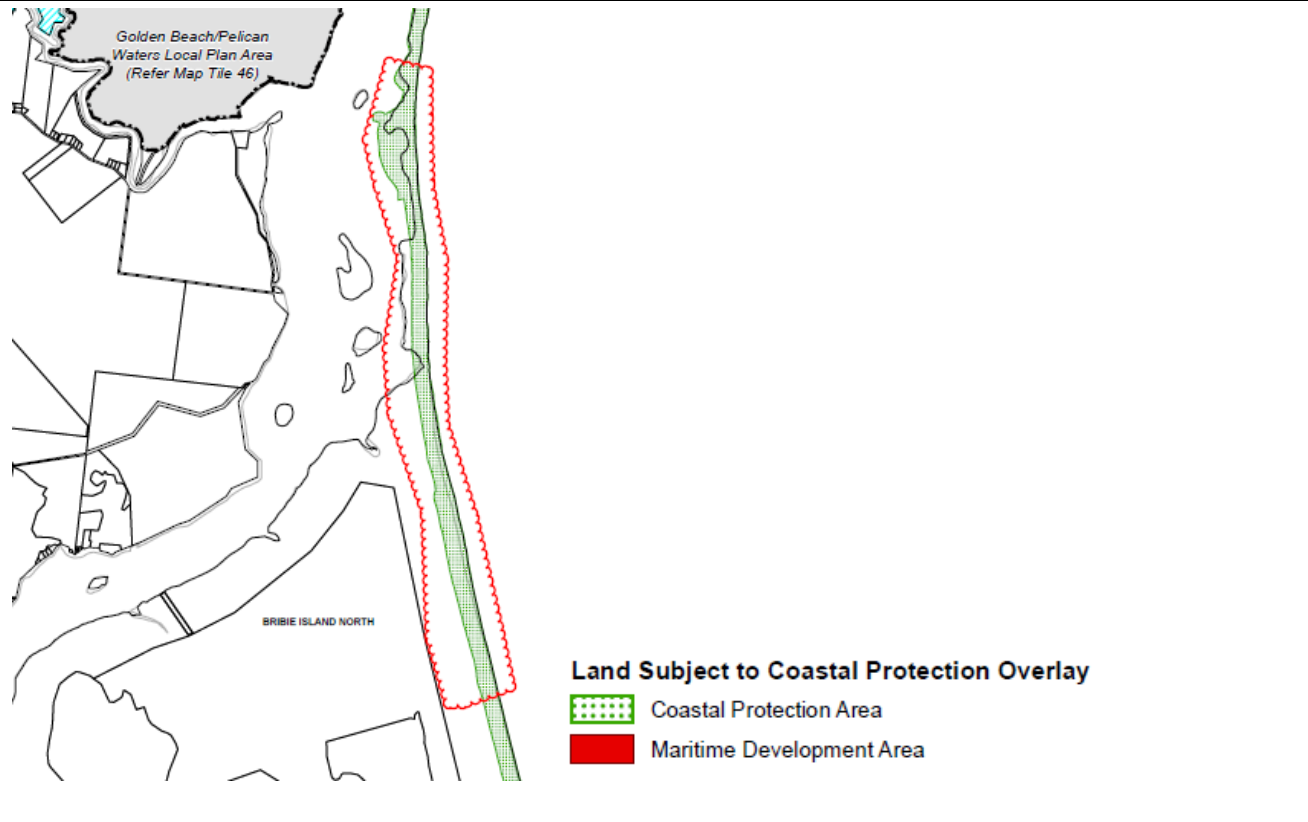 Golden Beach/Pelican
Waters Local Plan Area
(Refer Map Tile 46)
BRIBIE ISLAND NORTH
Land Subject to Coastal Protection Overlay
Coastal Protection Area
Maritime Development Area